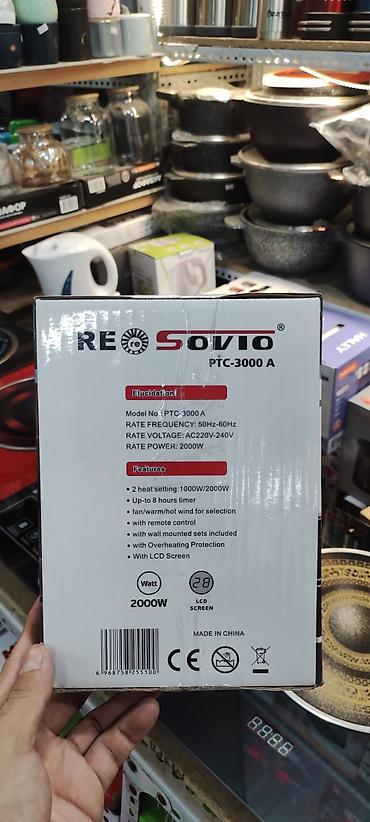 RE re Sovio®
PTC-3000 A
Elucidation
Model No.: PTC-3000 A
RATE FREQUENCY: 50Hz-60Hz
RATE VOLTAGE: AC220V-240V
RATE POWER: 2000W
Features
• 2 heat setting:1000W/2000W
• Up-to 8 hours timer
• fan/warm/hot wind for selection
• with remote control
• with wall mounted sets included
• with Overheating Protection
• With LCD Screen
Watt
28
2000W
LCD
SCREEN
MADE IN CHINA
6 968758 255100
CE